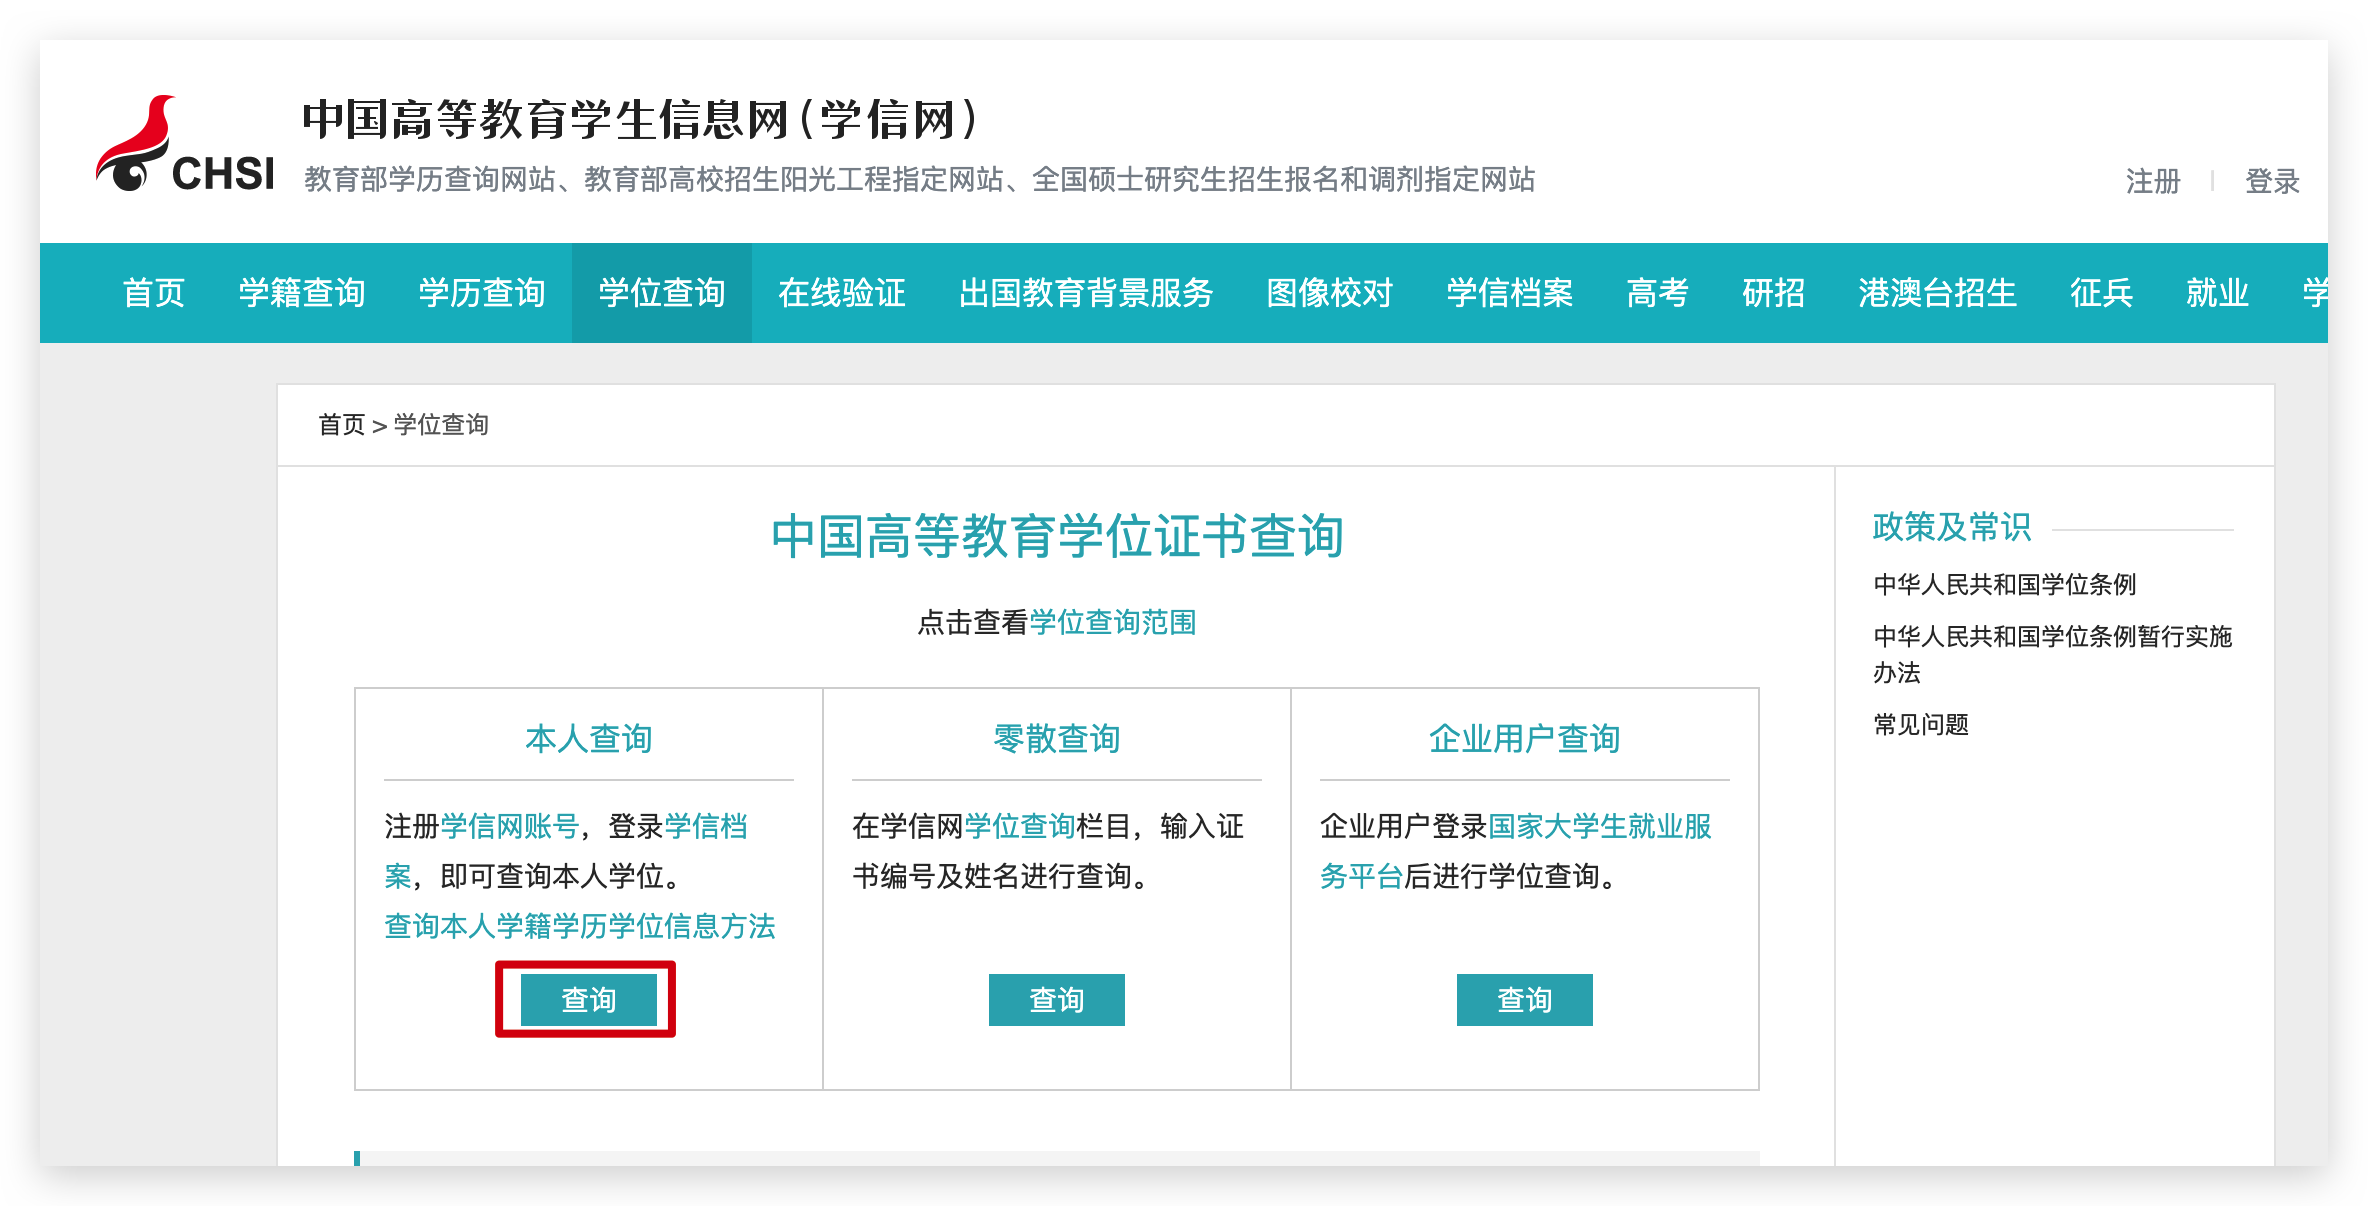 中国高等教育学生信息网(学信网)
CHSI
教育部学历查询网站、教育部高校招生阳光工程指定网站、全国硕士研究生招生报名和调剂指定网站
注册 | 登录
首页 学籍查询 学历查询 学位查询 在线验证 出国教育背景服务 图像校对 学信档案 高考 研招 港澳台招生 征兵 就业 学
首页 > 学位查询
中国高等教育学位证书查询
点击查看学位查询范围
本人查询
注册学信网账号，登录学信档
案，即可查询本人学位。
查询本人学籍学历学位信息方法
查询
零散查询
在学信网学位查询栏目，输入证
书编号及姓名进行查询。
查询
企业用户查询
企业用户登录国家大学生就业服
务平台后进行学位查询。
查询
政策及常识
中华人民共和国学位条例
中华人民共和国学位条例暂行实施
办法
常见问题